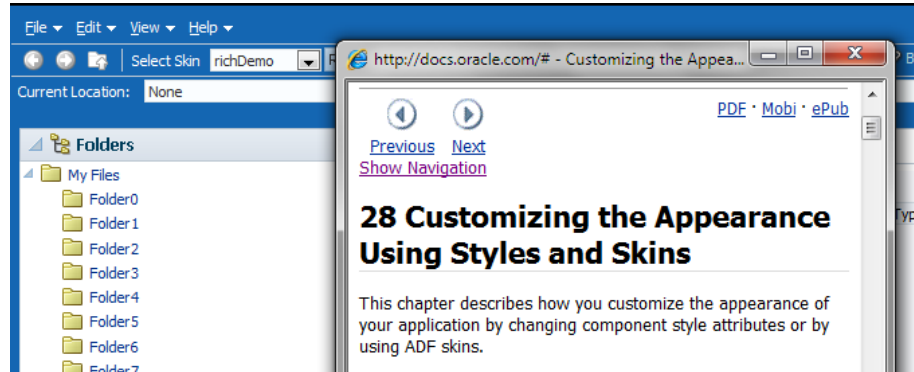 File Edit View Help
Select Skin richDemo
Current Location: None
Folders
My Files
Folder0
Folder1
Folder2
Folder3
Folder4
Folder5
Folder6
Folder7
http://docs.oracle.com/# - Customizing the Appea...
PDF · Mobi · ePub
Previous Next
Show Navigation
28 Customizing the Appearance
Using Styles and Skins
This chapter describes how you customize the appearance of
your application by changing component style attributes or by
using ADF skins.